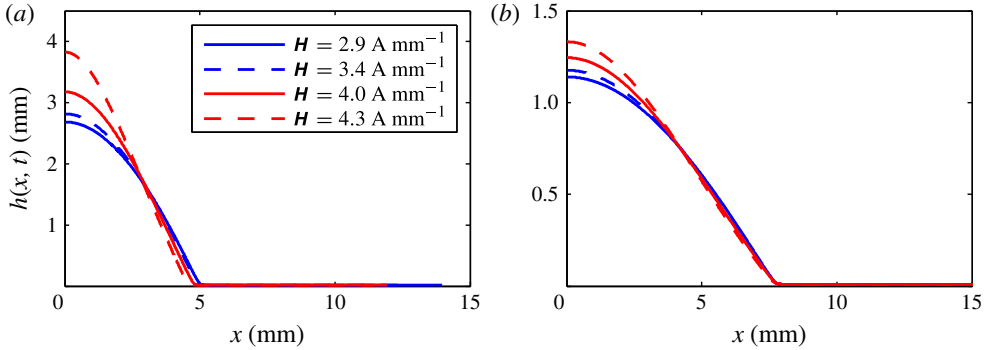 (a)
4
3
2
1
h(x, t) (mm)
H = 2.9 A mm⁻¹
H = 3.4 A mm⁻¹
H = 4.0 A mm⁻¹
H = 4.3 A mm⁻¹
0 5 10 15
x (mm)
(b)
1.5
1.0
0.5
0 5 10 15
x (mm)